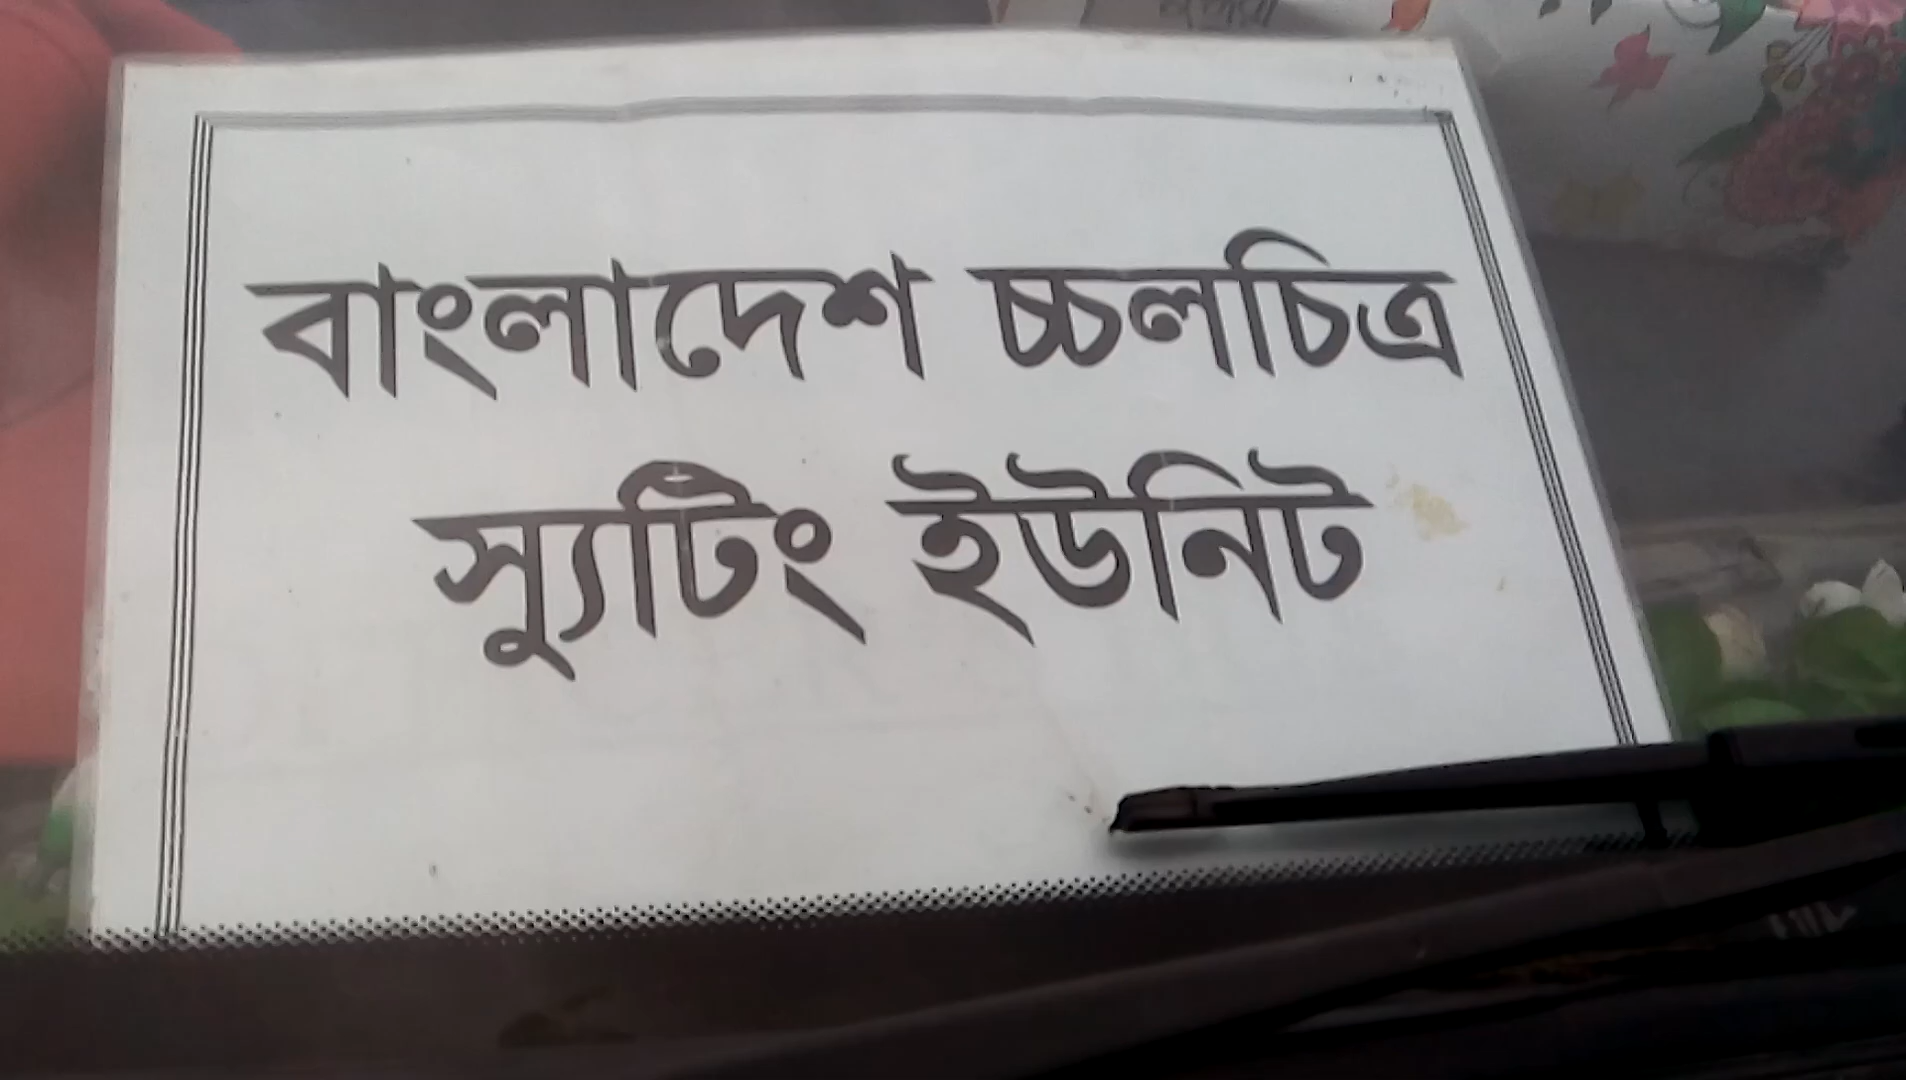 বাংলাদেশ চ্চলচিত্র
স্যুটিং ইউনিট